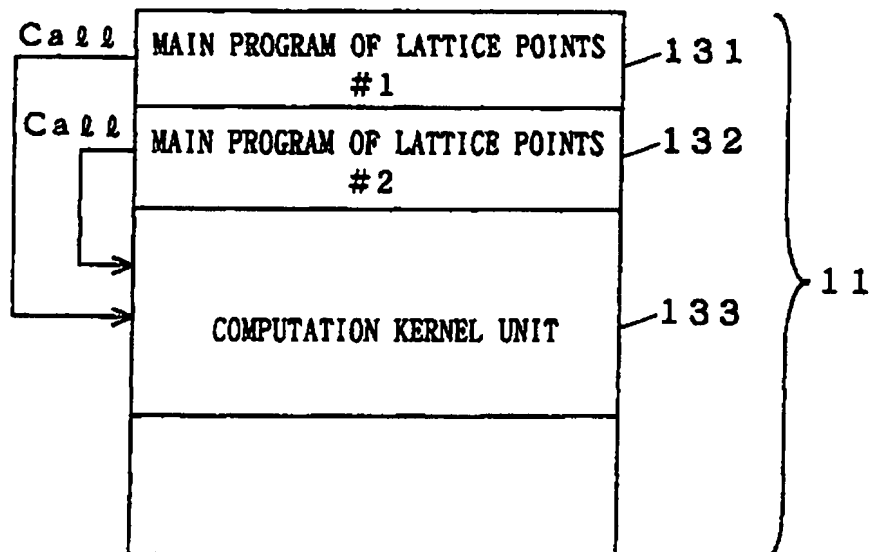 Call
MAIN PROGRAM OF LATTICE POINTS
#1
131
Call
MAIN PROGRAM OF LATTICE POINTS
#2
132
11
COMPUTATION KERNEL UNIT
133